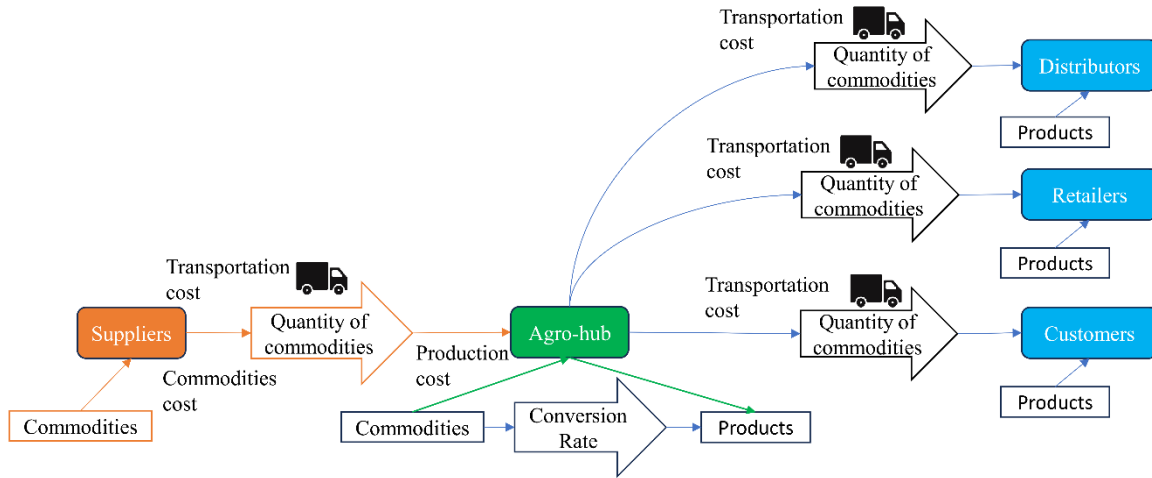 Transportation
cost
Quantity of
commodities
Distributors
Products
Transportation
cost
Quantity of
commodities
Retailers
Products
Transportation
cost
Suppliers
Quantity of
commodities
Commodities
cost
Commodities
Production
cost
Agro-hub
Commodities
Conversion
Rate
Products
Transportation
cost
Quantity of
commodities
Customers
Products